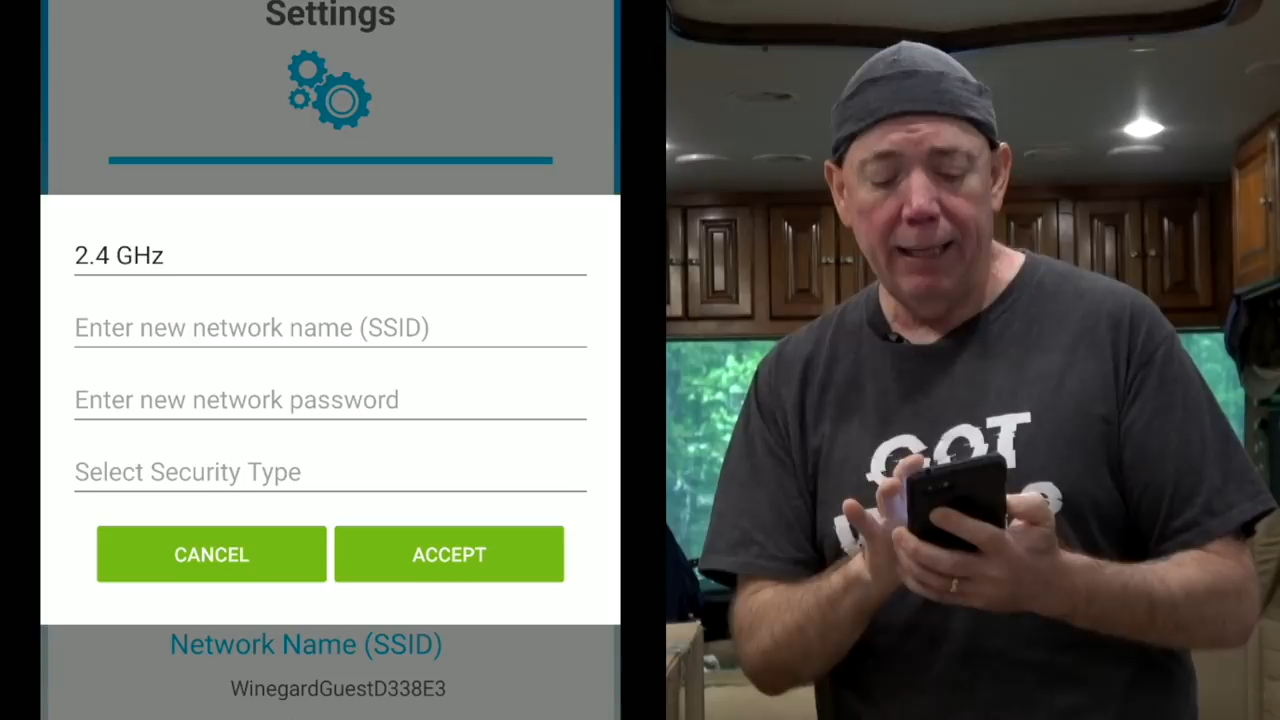 Settings
2.4 GHz
Enter new network name (SSID)
Enter new network password
Select Security Type
CANCEL
ACCEPT
Network Name (SSID)
WinegardGuestD338E3
GOT